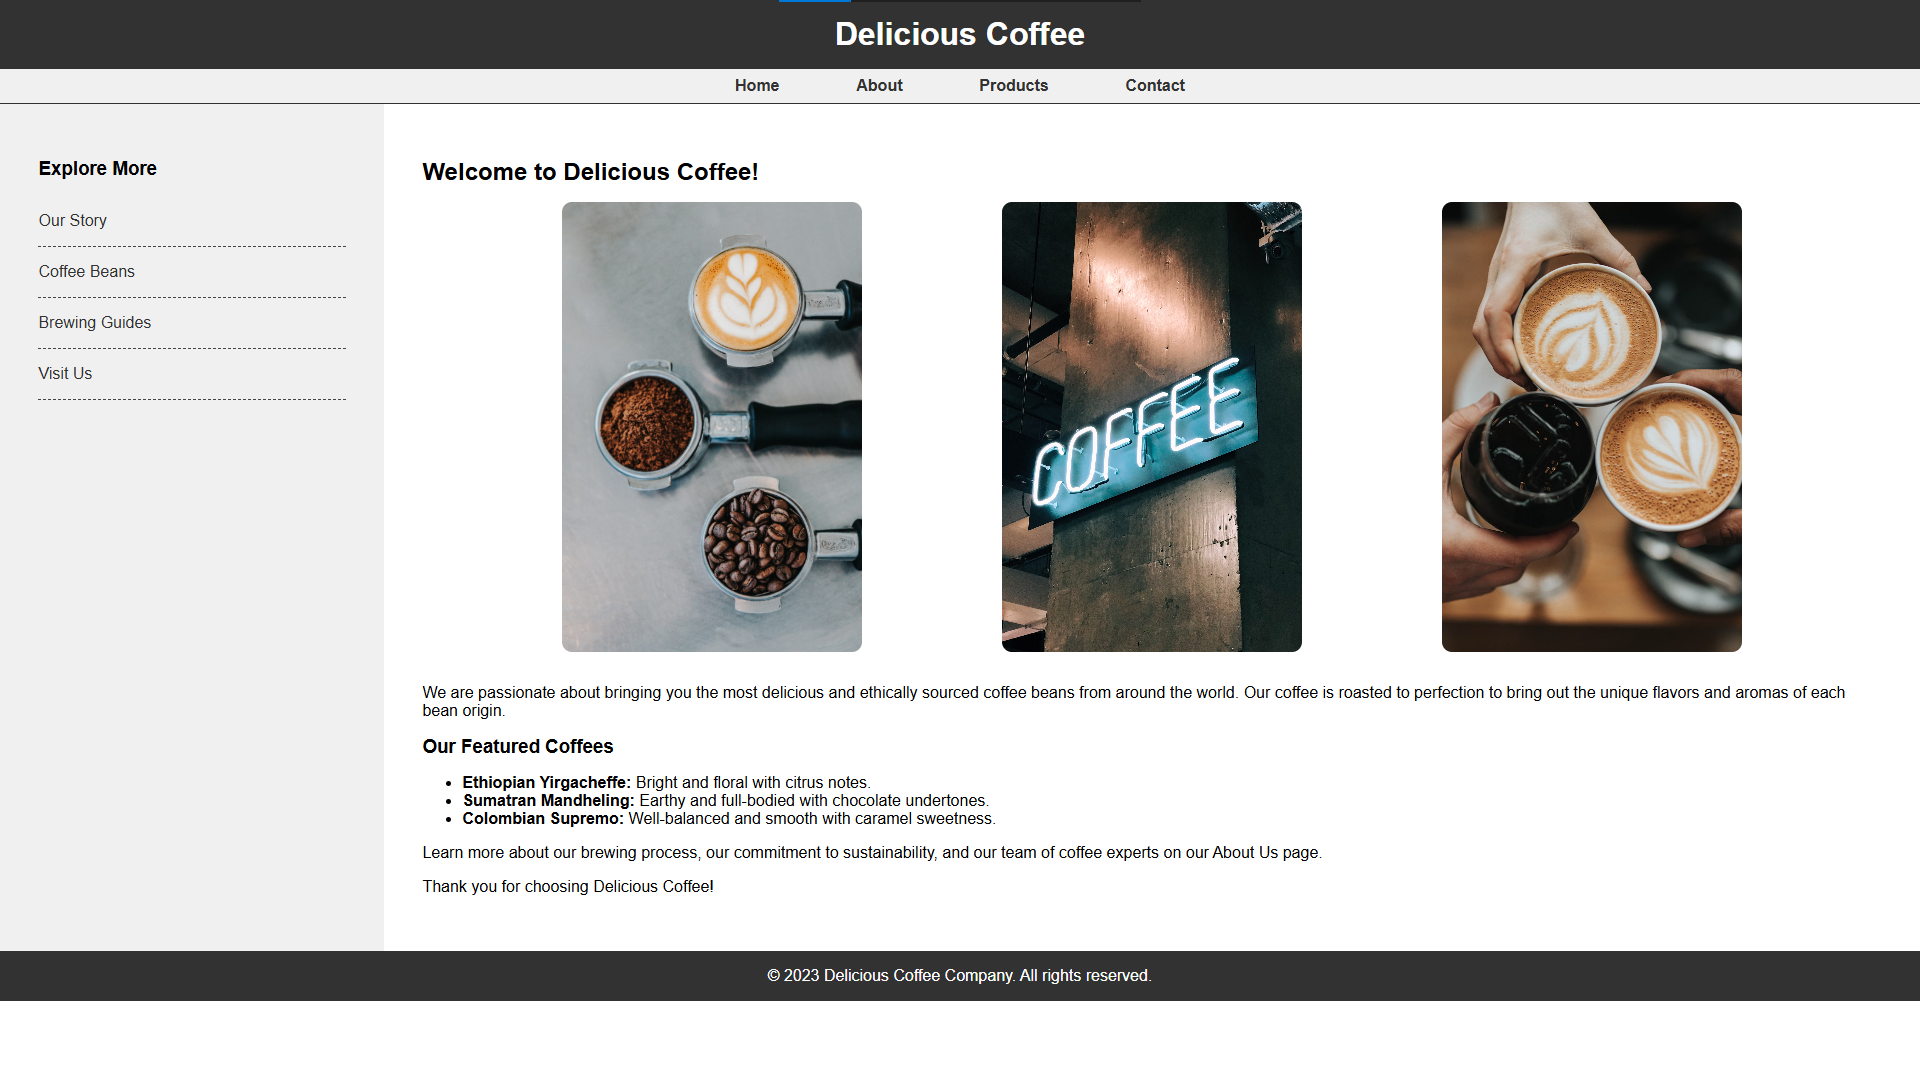 Delicious Coffee
Home About Products Contact
Explore More
Our Story
Coffee Beans
Brewing Guides
Visit Us
Welcome to Delicious Coffee!
COFFEE
We are passionate about bringing you the most delicious and ethically sourced coffee beans from around the world. Our coffee is roasted to perfection to bring out the unique flavors and aromas of each
bean origin.
Our Featured Coffees
• Ethiopian Yirgacheffe: Bright and floral with citrus notes.
• Sumatran Mandheling: Earthy and full-bodied with chocolate undertones.
• Colombian Supremo: Well-balanced and smooth with caramel sweetness.
Learn more about our brewing process, our commitment to sustainability, and our team of coffee experts on our About Us page.
Thank you for choosing Delicious Coffee!
© 2023 Delicious Coffee Company. All rights reserved.